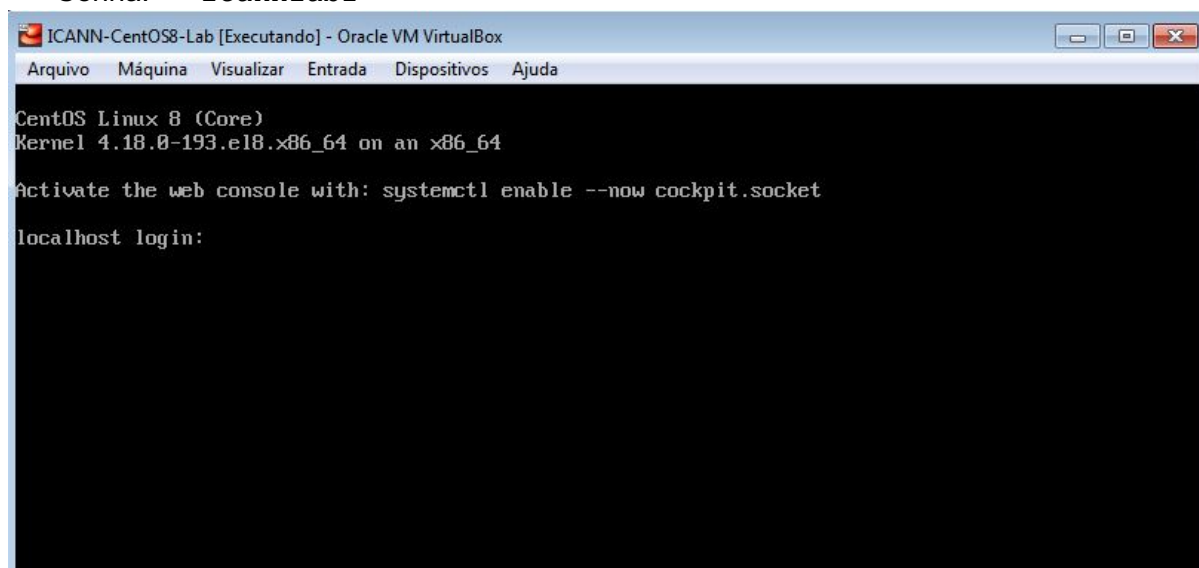 ICANN-CentOS8-Lab [Executando] - Oracle VM VirtualBox
Arquivo Máquina Visualizar Entrada Dispositivos Ajuda
CentOS Linux 8 (Core)
Kernel 4.18.0-193.el8.x86_64 on an x86_64
Activate the web console with: systemctl enable --now cockpit.socket
localhost login: